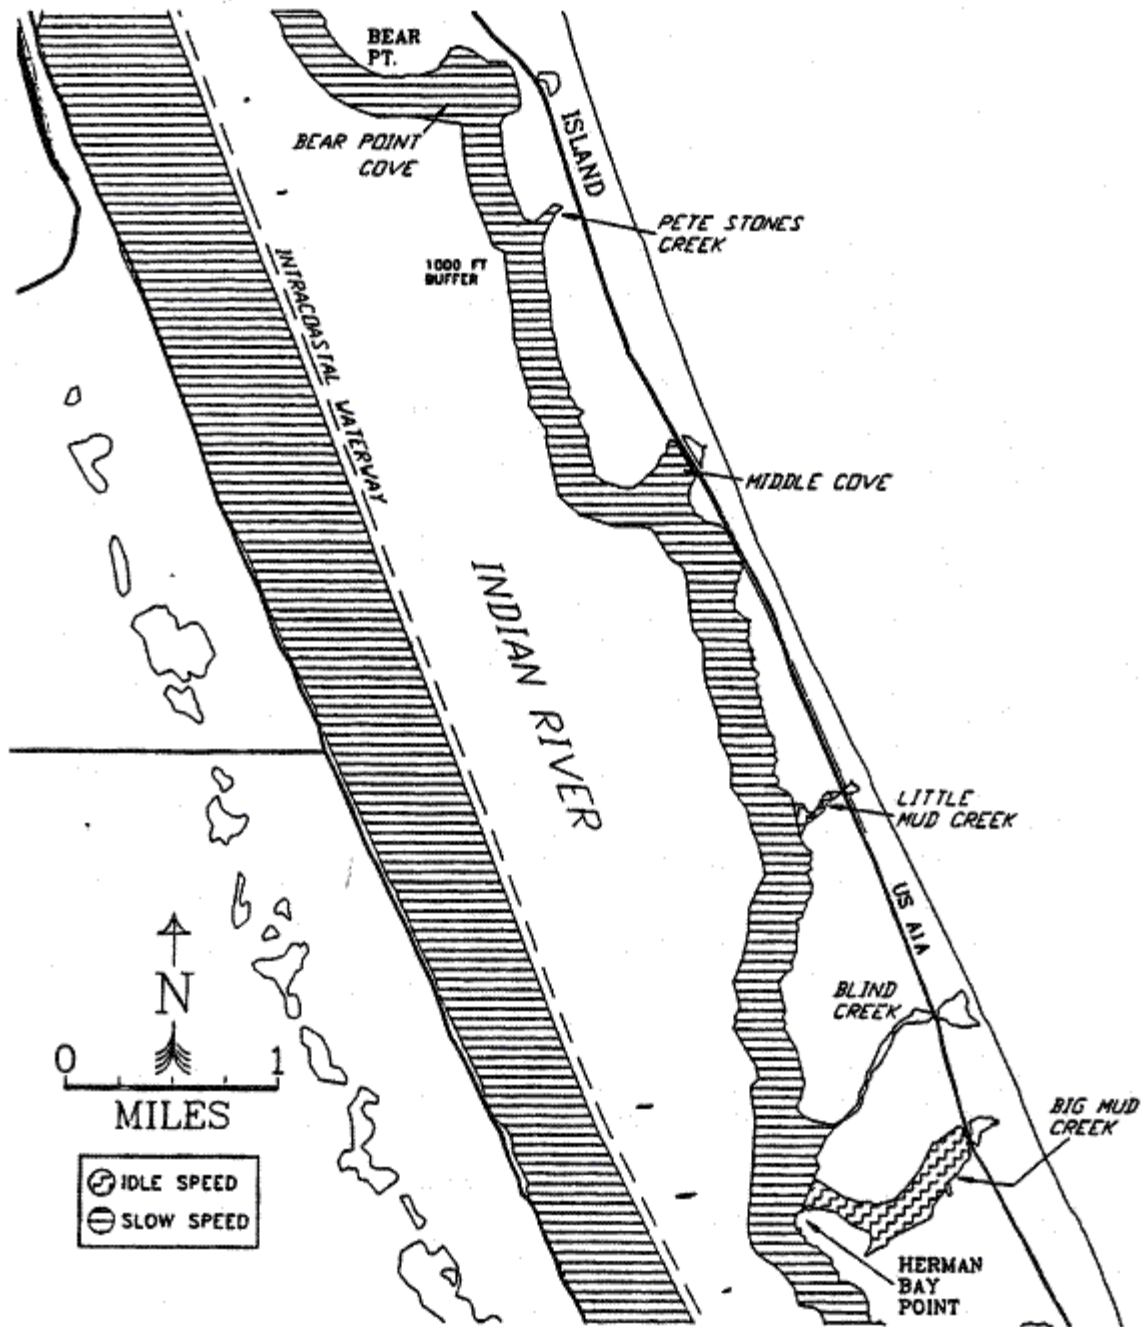 BEAR
PT.
ISLAND
BEAR POINT
COVE
PETE STONES
CREEK
1000 FT
BUFFER
INTRACOASTAL WATERWAY
MIDDLE COVE
INDIAN RIVER
LITTLE
MUD CREEK
US A1A
BLIND
CREEK
N
0 1
MILES
BIG MUD
CREEK
IDLE SPEED
SLOW SPEED
HERMAN
BAY
POINT